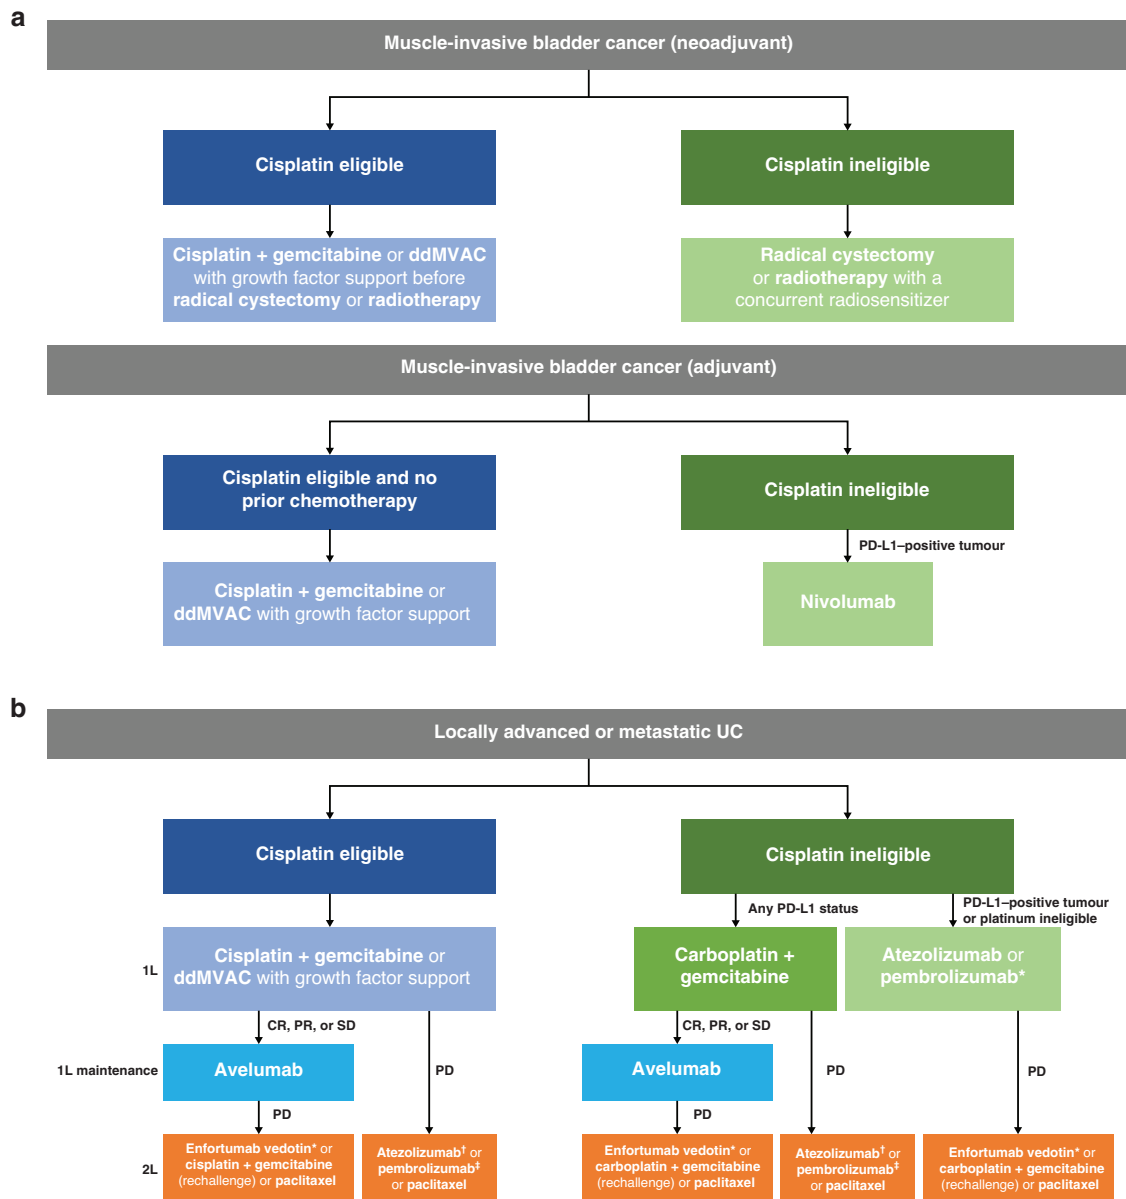 a
Muscle-invasive bladder cancer (neoadjuvant)
Cisplatin eligible
Cisplatin ineligible
Cisplatin + gemcitabine or ddMVAC
with growth factor support before
radical cystectomy or radiotherapy
Radical cystectomy
or radiotherapy with a
concurrent radiosensitizer
Muscle-invasive bladder cancer (adjuvant)
Cisplatin eligible and no
prior chemotherapy
Cisplatin ineligible
PD-L1–positive tumour
Cisplatin + gemcitabine or
ddMVAC with growth factor support
Nivolumab
b
Locally advanced or metastatic UC
Cisplatin eligible
Cisplatin ineligible
Any PD-L1 status
PD-L1–positive tumour
or platinum ineligible
1L
Cisplatin + gemcitabine or
ddMVAC with growth factor support
Carboplatin +
gemcitabine
Atezolizumab or
pembrolizumab*
CR, PR, or SD
CR, PR, or SD
1L maintenance
Avelumab
PD
Avelumab
PD
PD
PD
PD
2L
Enfortumab vedotin* or
cisplatin + gemcitabine
(rechallenge) or paclitaxel
Atezolizumab† or
pembrolizumab‡
or paclitaxel
Enfortumab vedotin* or
carboplatin + gemcitabine
(rechallenge) or paclitaxel
Atezolizumab† or
pembrolizumab‡
or paclitaxel
Enfortumab vedotin* or
carboplatin + gemcitabine
(rechallenge) or paclitaxel